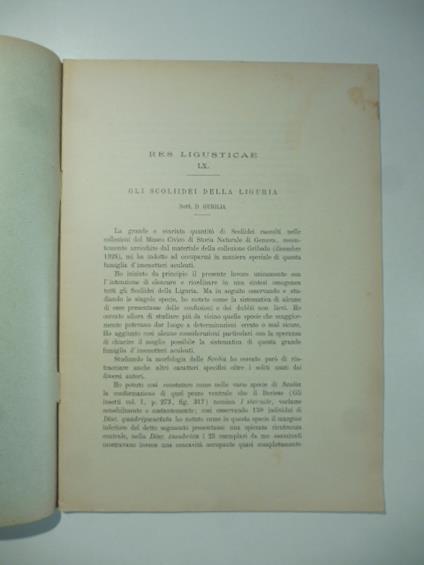 RES LIGUSTICAE
LX.
GLI SCOLIIDEI DELLA LIGURIA
Dott. D. GUIGLIA
La grande e svariata quantità di Scoliidei raccolti nelle
collezioni del Museo Civico di Storia Naturale di Genova, recen-
temente arricchite dal materiale della collezione Gribodo (dicembre
1926), mi ha indotto ad occuparmi in maniera speciale di questa
famiglia d'imenotteri aculeati.
Ho iniziato da principio il presente lavoro unicamente con
l'intenzione di elencare e riordinare in una sintesi omogenea
tutti gli Scoliidei della Liguria. Ma in seguito osservando e stu-
diando le singole specie, ho notato come la sistematica di alcune
di esse presentasse delle confusioni e dei dubbii non lievi. Ho
cercato allora di studiare più da vicino quelle specie che maggior-
mente potevano dar luogo a determinazioni errate o mal sicure.
Ho aggiunto così alcune considerazioni particolari con la speranza
di chiarire il meglio possibile la sistematica di questa grande
famiglia d'imenotteri aculeati.
Studiando la morfologia delle Scolia ho cercato però di rin-
tracciare anche altri caratteri specifici oltre i soliti usati dai
diversi autori.
Ho potuto così constatare come nelle varie specie di Scolia
la conformazione di quel pezzo ventrale che il Berlese (Gli
insetti vol. I, p. 273, fig. 317) nomina I sternite, variasse
sensibilmente e costantemente; così osservando 150 individui di
Disc. quadripunctata ho notato come in questa specie il margine
inferiore del detto segmento presentasse una spiccata rientranza
centrale, nella Disc. insubrica i 25 esemplari da me esaminati
mostravano invece una concavità occupante quasi completamente